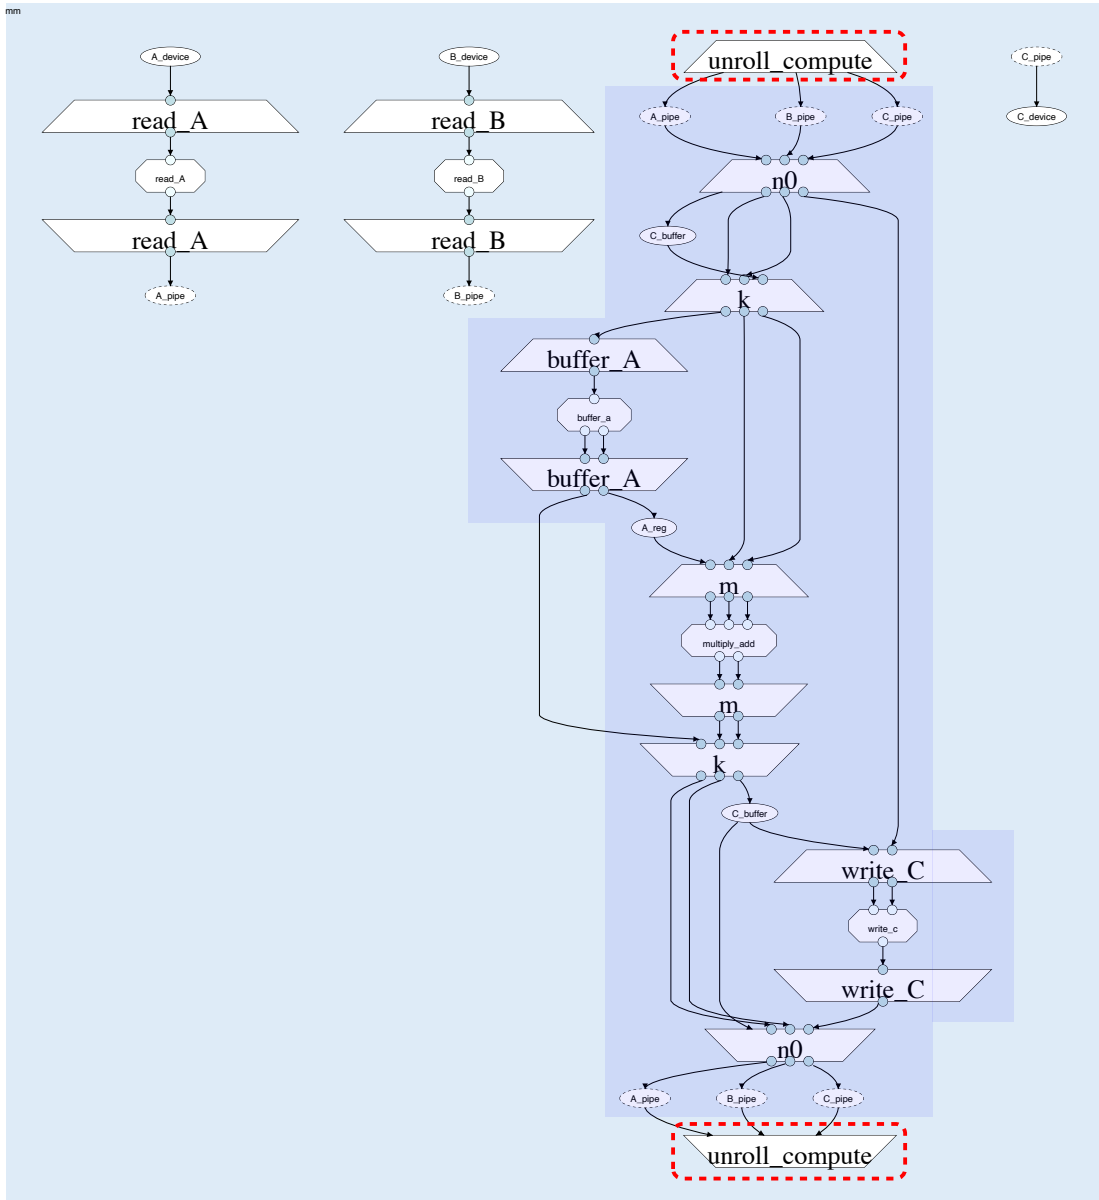 mm
A_device
B_device
unroll_compute
C_pipe
read_A
read_B
A_pipe
B_pipe
C_pipe
C_device
read_A
read_B
n0
read_A
read_B
C_buffer
A_pipe
B_pipe
k
buffer_A
buffer_a
buffer_A
A_reg
m
multiply_add
m
k
C_buffer
write_C
write_c
write_C
n0
A_pipe
B_pipe
C_pipe
unroll_compute